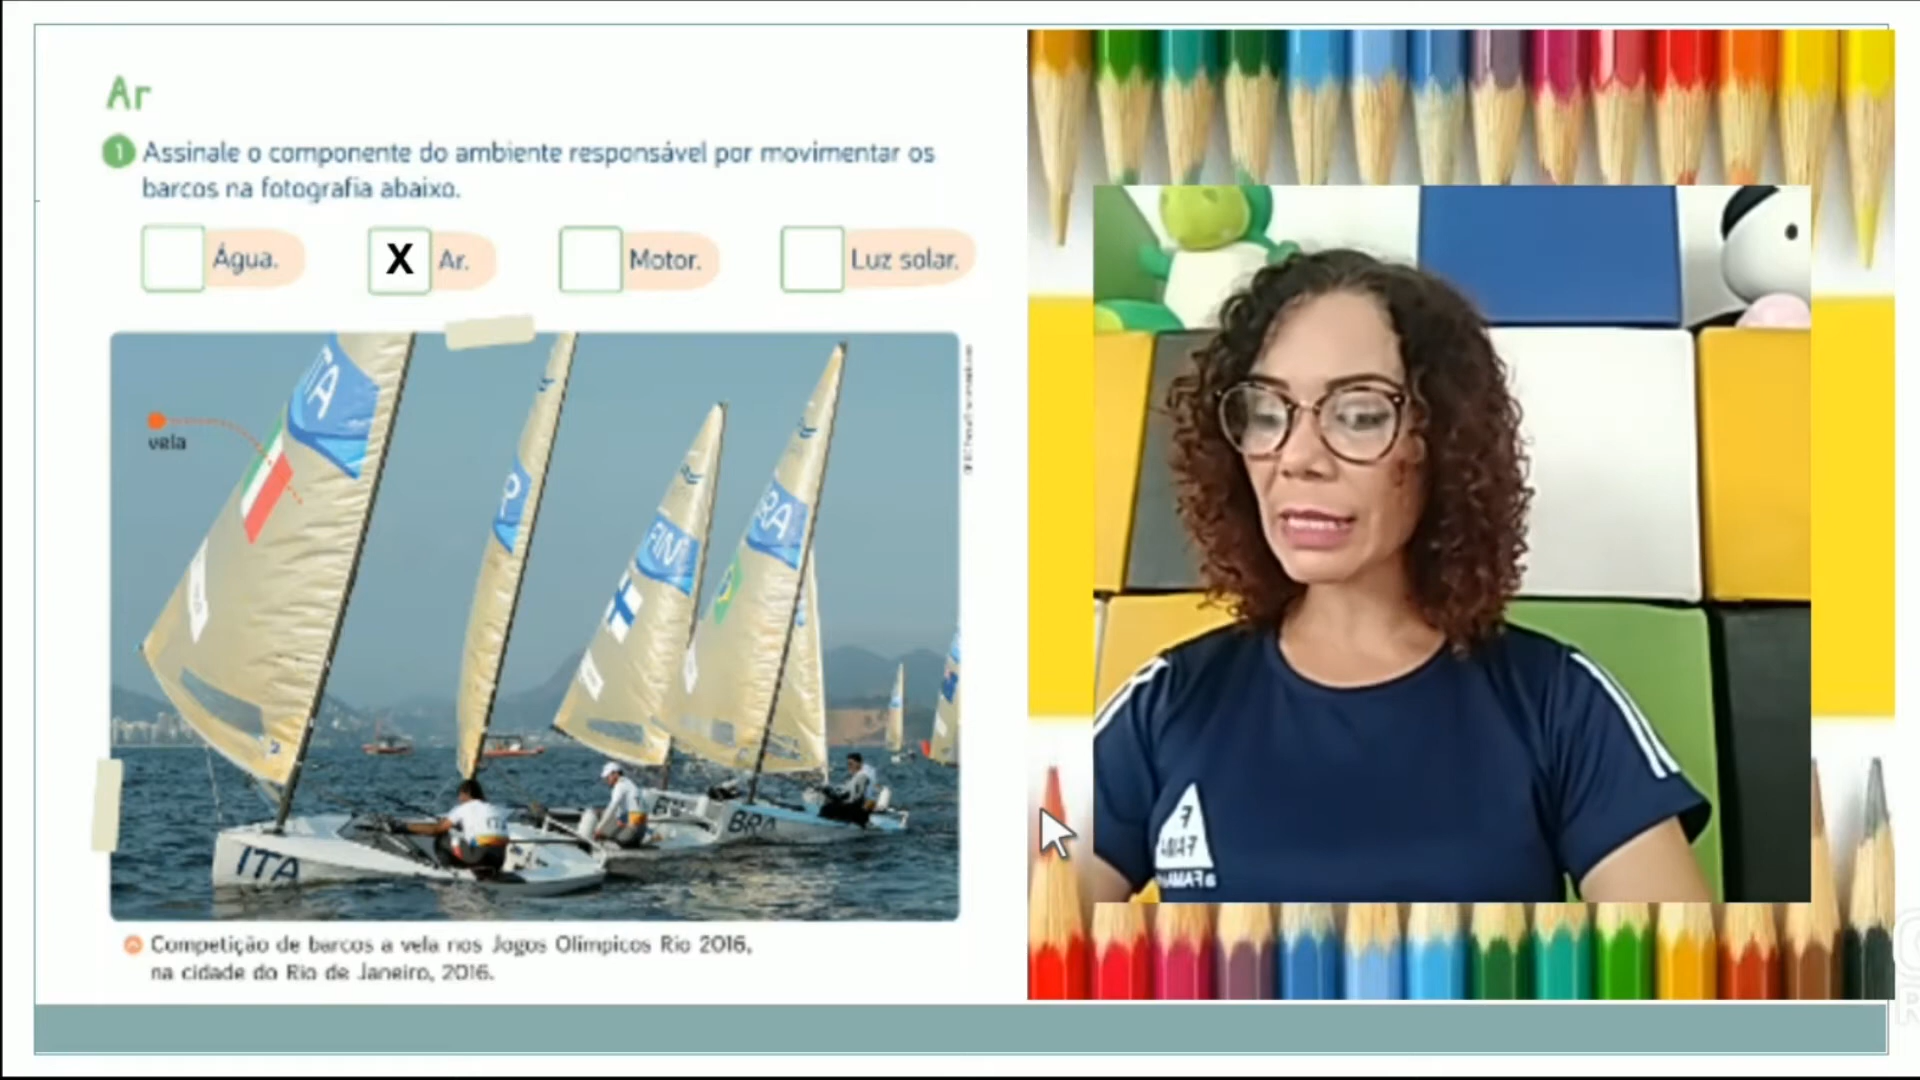 Ar
1 Assinale o componente do ambiente responsável por movimentar os
barcos na fotografia abaixo.
Água.
X Ar.
Motor.
Luz solar.
vela
ITA
FIN
BRA
ITA
BRA
Competição de barcos a vela nos Jogos Olímpicos Rio 2016,
na cidade do Rio de Janeiro, 2016.